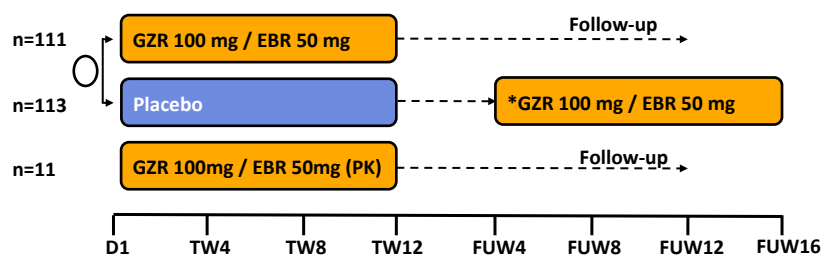 n=111 GZR 100 mg / EBR 50 mg Follow-up
n=113 Placebo *GZR 100 mg / EBR 50 mg
n=11 GZR 100mg / EBR 50mg (PK) Follow-up
D1 TW4 TW8 TW12 FUW4 FUW8 FUW12 FUW16